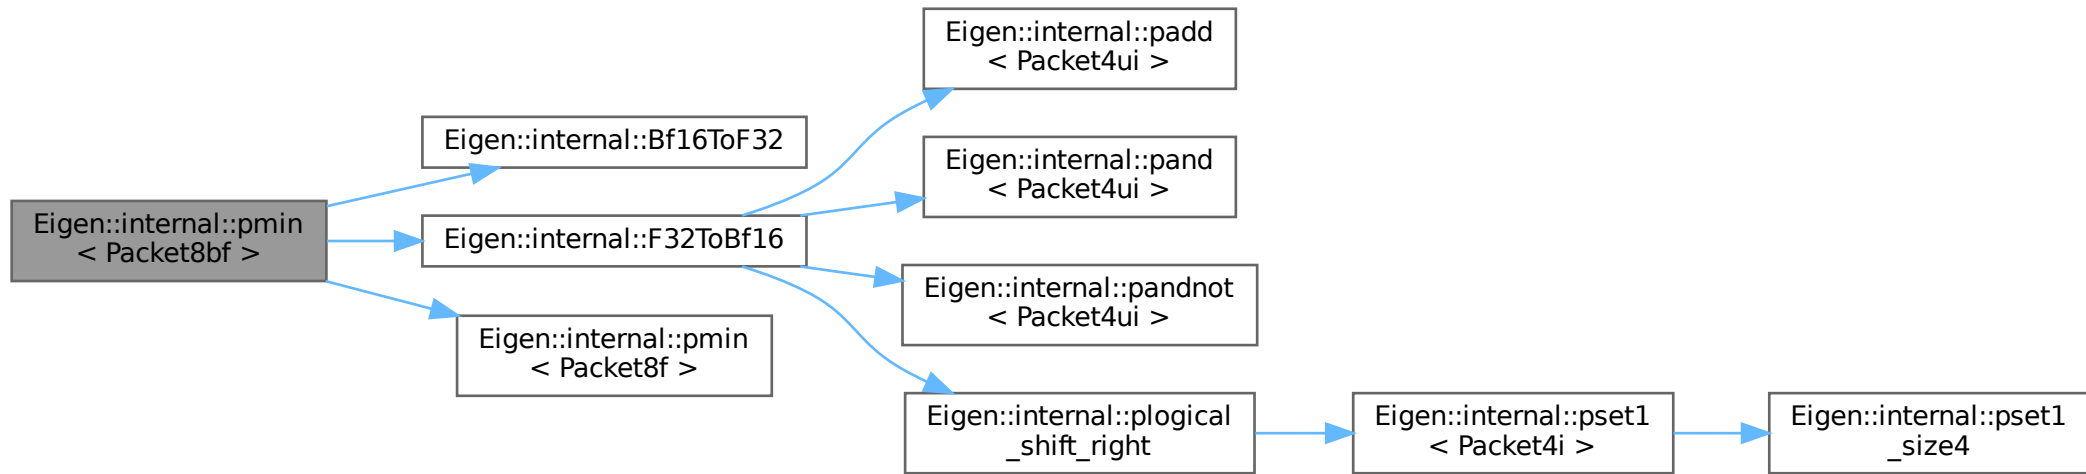 Eigen::internal::pmin
< Packet8bf >
Eigen::internal::Bf16ToF32
Eigen::internal::F32ToBf16
Eigen::internal::pmin
< Packet8f >
Eigen::internal::padd
< Packet4ui >
Eigen::internal::pand
< Packet4ui >
Eigen::internal::pandnot
< Packet4ui >
Eigen::internal::plogical
_shift_right
Eigen::internal::pset1
< Packet4i >
Eigen::internal::pset1
_size4